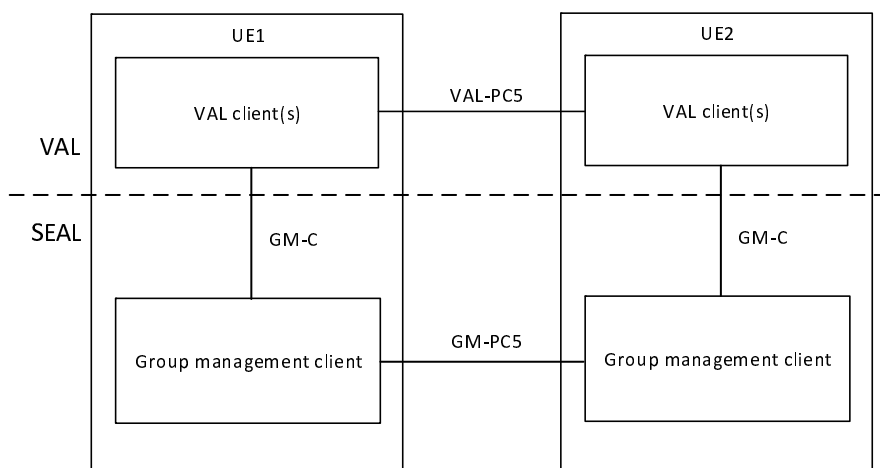 UE1
UE2
VAL client(s)
VAL-PC5
VAL client(s)
VAL
SEAL
GM-C
GM-C
Group management client
GM-PC5
Group management client